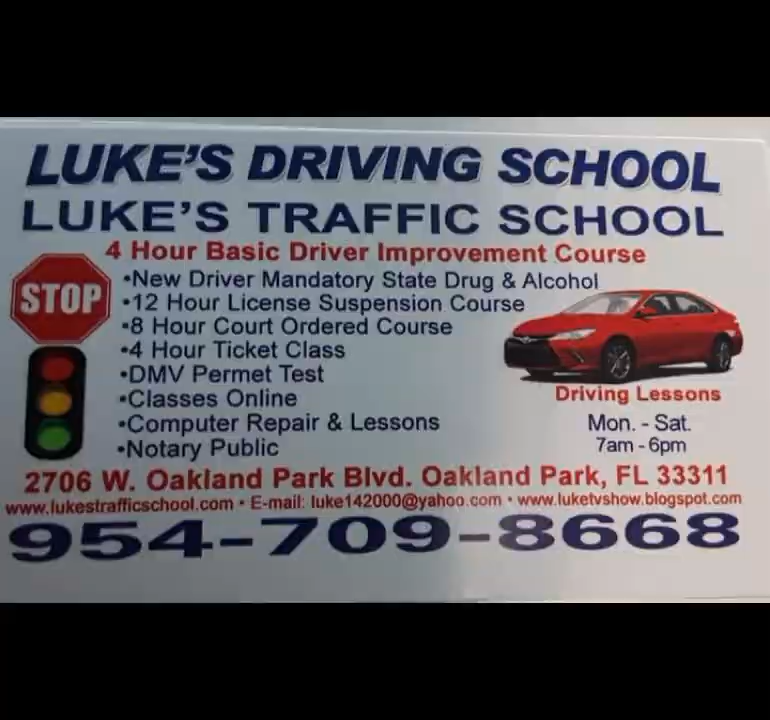 LUKE'S DRIVING SCHOOL
LUKE'S TRAFFIC SCHOOL
4 Hour Basic Driver Improvement Course
STOP
•New Driver Mandatory State Drug & Alcohol
•12 Hour License Suspension Course
•8 Hour Court Ordered Course
•4 Hour Ticket Class
•DMV Permet Test
•Classes Online
•Computer Repair & Lessons
•Notary Public
Driving Lessons
Mon. - Sat.
7am - 6pm
2706 W. Oakland Park Blvd. Oakland Park, FL 33311
www.lukestrafficschool.com • E-mail: luke142000@yahoo.com • www.luketvshow.blogspot.com
954-709-8668